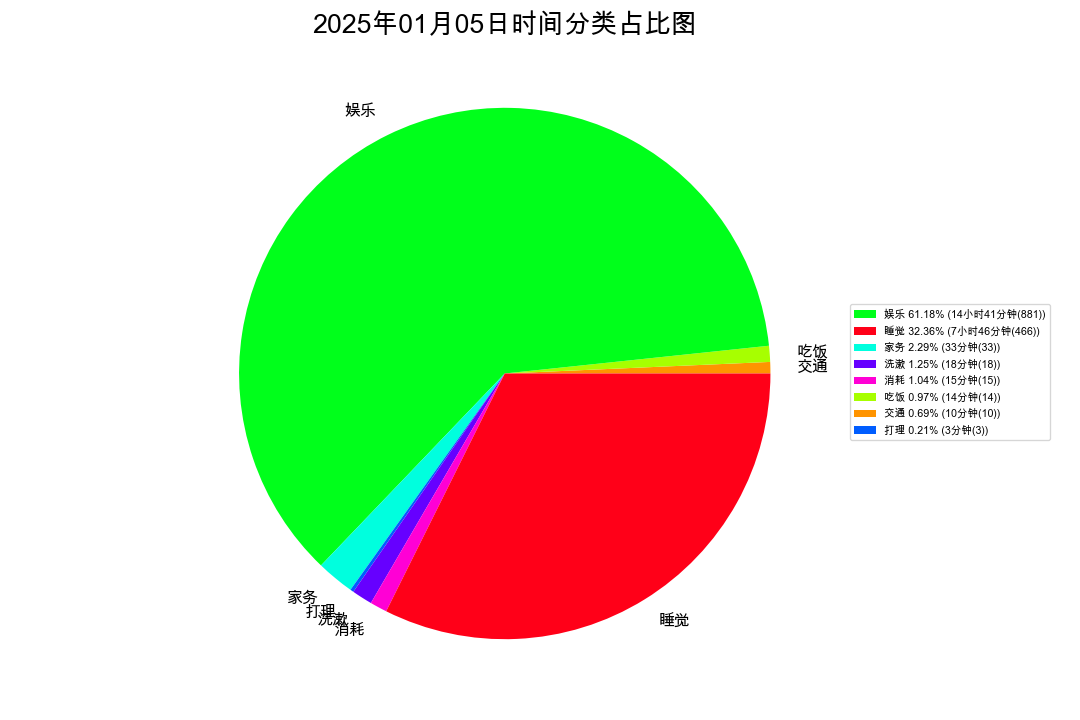 2025年01月05日时间分类占比图
娱乐
吃饭
交通
家务
打理
洗漱
消耗
睡觉
娱乐 61.18% (14小时41分钟(881))
睡觉 32.36% (7小时46分钟(466))
家务 2.29% (33分钟(33))
洗漱 1.25% (18分钟(18))
消耗 1.04% (15分钟(15))
吃饭 0.97% (14分钟(14))
交通 0.69% (10分钟(10))
打理 0.21% (3分钟(3))